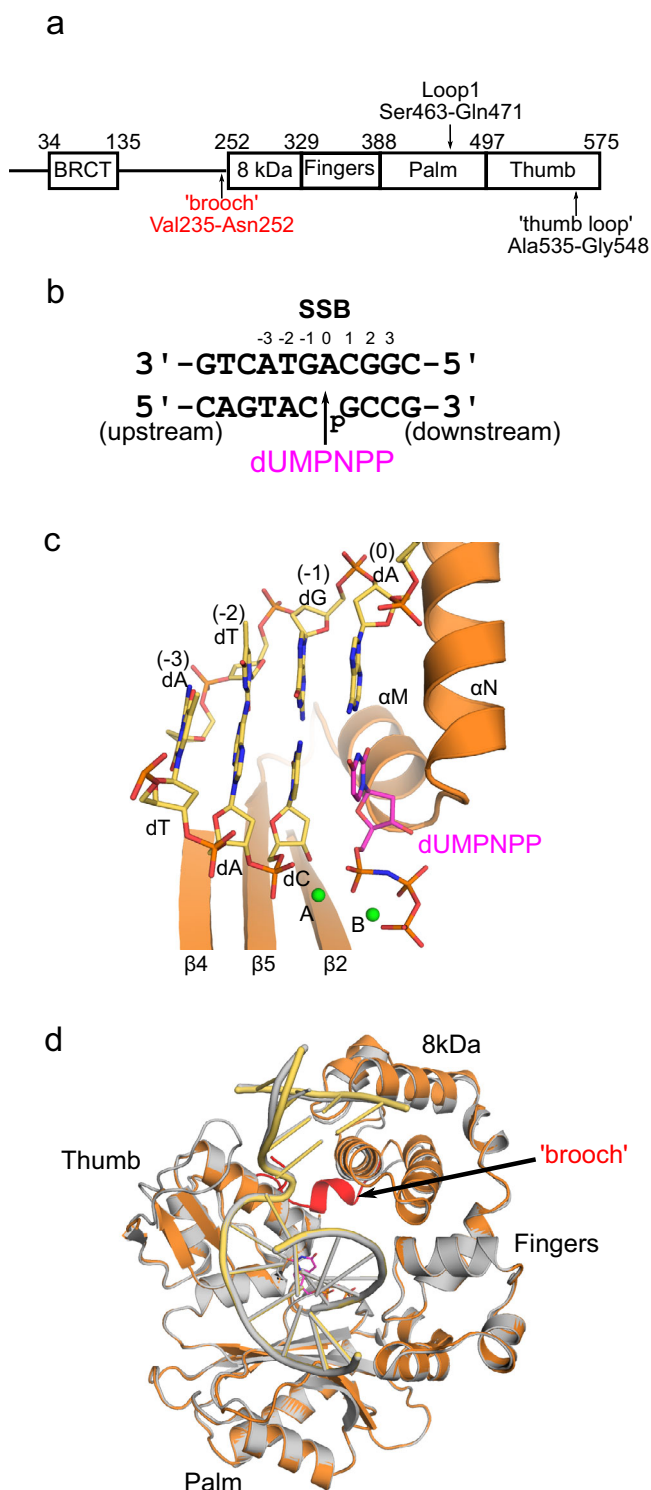 a
Loop1
Ser463-Gln471
34 135 252 329 388 497 575
BRCT 8 kDa Fingers Palm Thumb
'brooch'
Val235-Asn252
'thumb loop'
Ala535-Gly548
b
SSB
-3 -2 -1 0 1 2 3
3'-GTCATGACGGC-5'
5'-CAGTAC pGCCG-3'
(upstream) (downstream)
dUMPNPP
c
(0)
dA
(-1)
dG
(-2)
dT
(-3)
dA
αM αN
dUMPNPP
dT
dA
dC
A
B
β4 β5 β2
d
8kDa
Thumb
'brooch'
Fingers
Palm